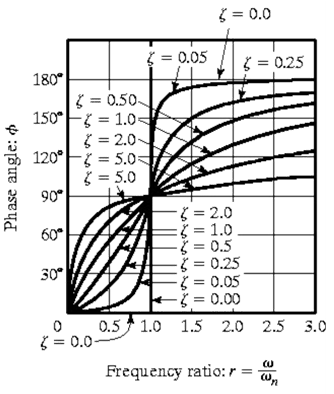 ζ = 0.0
ζ = 0.05
ζ = 0.25
180°
ζ = 0.50
150°
ζ = 1.0
ζ = 2.0
120°
ζ = 5.0
ζ = 5.0
90°
ζ = 2.0
ζ = 1.0
60°
ζ = 0.5
ζ = 0.25
30°
ζ = 0.05
ζ = 0.00
0 0.5 1.0 1.5 2.0 2.5 3.0
ζ = 0.0
Phase angle: ϕ
Frequency ratio: r = ω/ωn